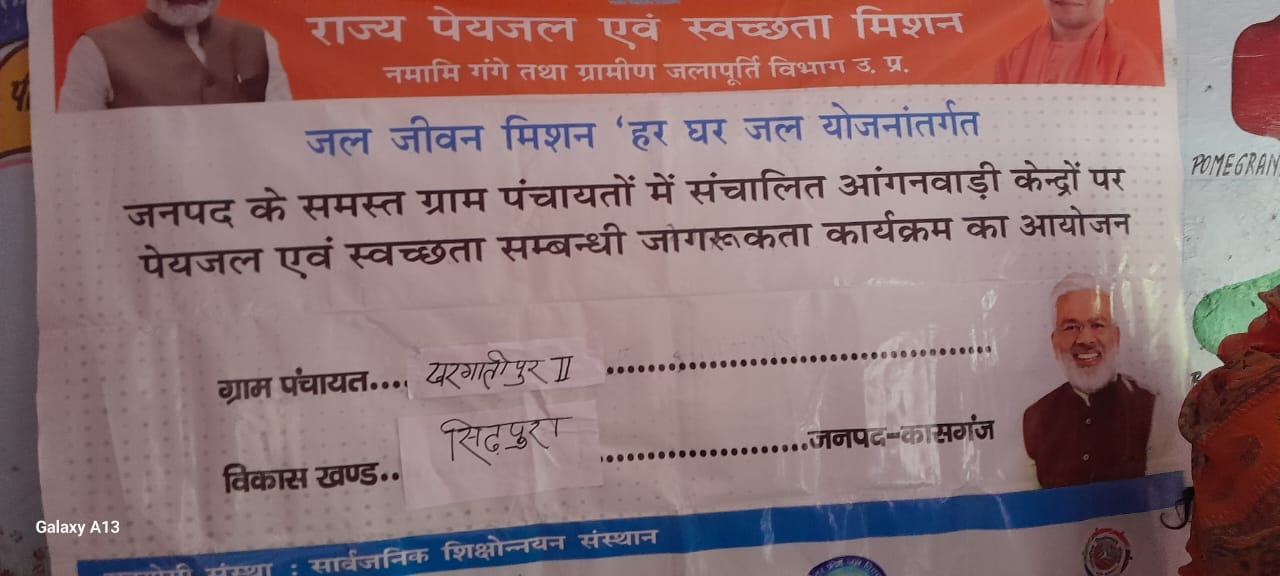 राज्य पेयजल एवं स्वच्छता मिशन
नमामि गंगे तथा ग्रामीण जलापूर्ति विभाग उ. प्र.
जल जीवन मिशन ‘हर घर जल योजनांतर्गत
जनपद के समस्त ग्राम पंचायतों में संचालित आंगनवाड़ी केन्द्रों पर
पेयजल एवं स्वच्छता सम्बन्धी जागरूकता कार्यक्रम का आयोजन
POMEGRAN
ग्राम पंचायत.... II ........................................
विकास खण्ड.. सिढ़पुरा ......................जनपद-कासगंज
Galaxy A13
संस्था : सार्वजनिक शिक्षोन्नयन संस्थान